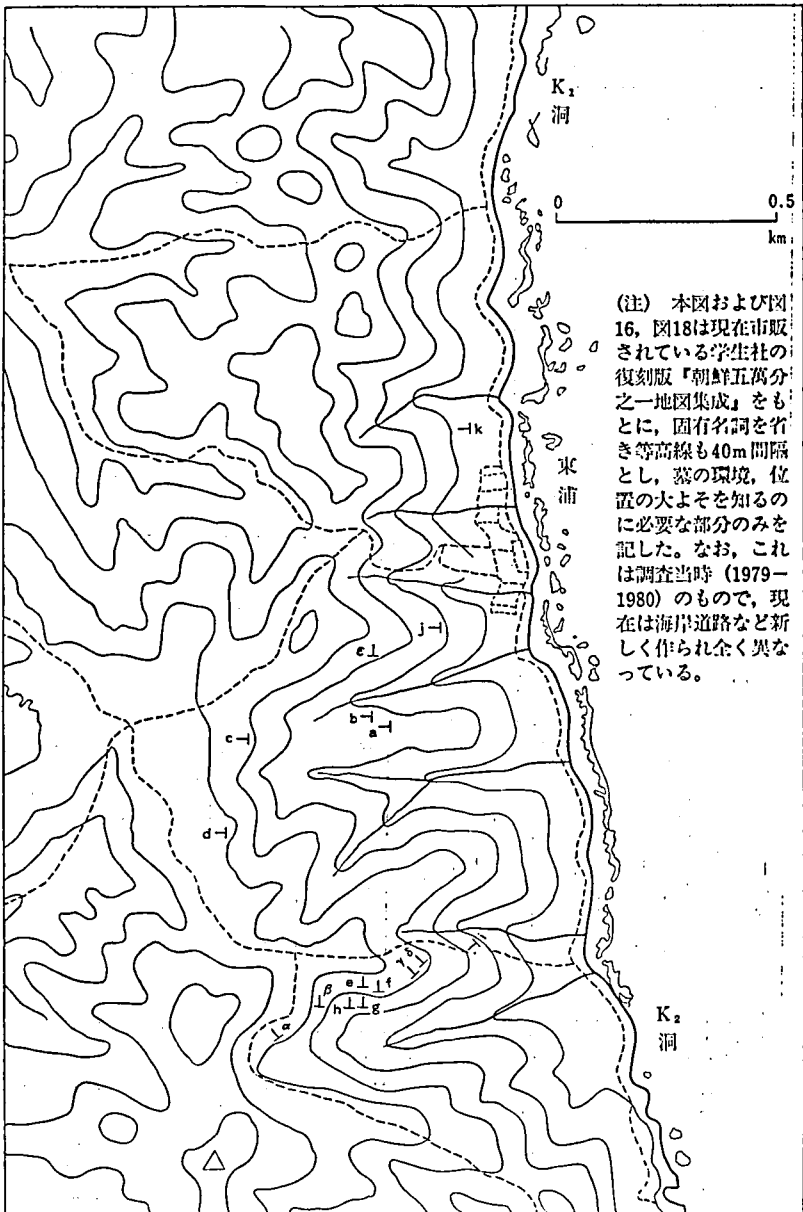 K₁
洞
0 0.5
km
(注) 本図および図
16，図18は現在市販
されている学生社の
復刻版『朝鮮五萬分
之一地図集成』をも
とに，固有名詞を省
き等高線も40m間隔
とし，墓の環境，位
置の大よそを知るの
に必要な部分のみを
記した。なお，これ
は調査当時（1979−
1980）のもので，現
在は海岸道路など新
しく作られ全く異な
っている。
k
東
浦
j
ε
b
a
c
d
γ
δ
i
e
f
β
h
g
α
K₂
洞